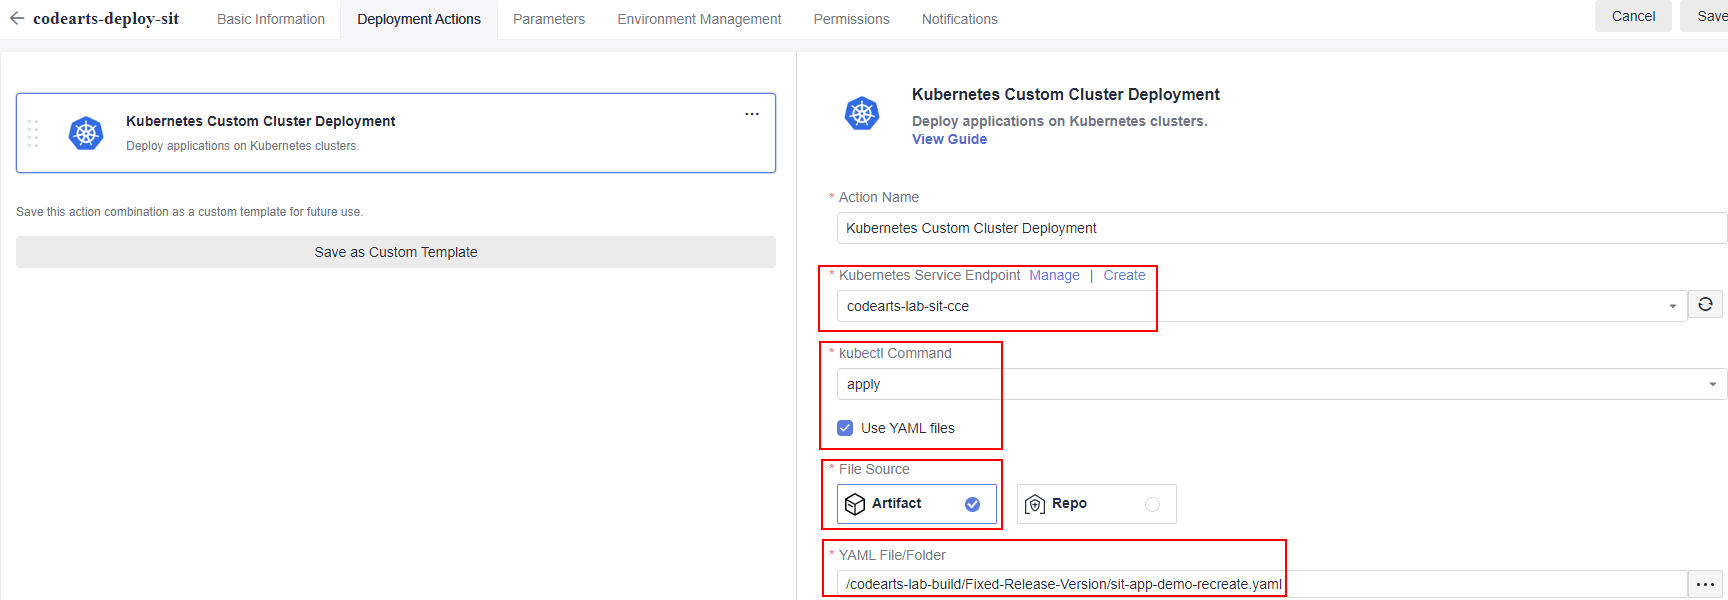 codearts-deploy-sit Basic Information Deployment Actions Parameters Environment Management Permissions Notifications Cancel Save
Kubernetes Custom Cluster Deployment
Deploy applications on Kubernetes clusters.
Save this action combination as a custom template for future use.
Save as Custom Template
Kubernetes Custom Cluster Deployment
Deploy applications on Kubernetes clusters.
View Guide
* Action Name
Kubernetes Custom Cluster Deployment
* Kubernetes Service Endpoint Manage | Create
codearts-lab-sit-cce
* kubectl Command
apply
Use YAML files
* File Source
Artifact Repo
* YAML File/Folder
/codearts-lab-build/Fixed-Release-Version/sit-app-demo-recreate.yaml